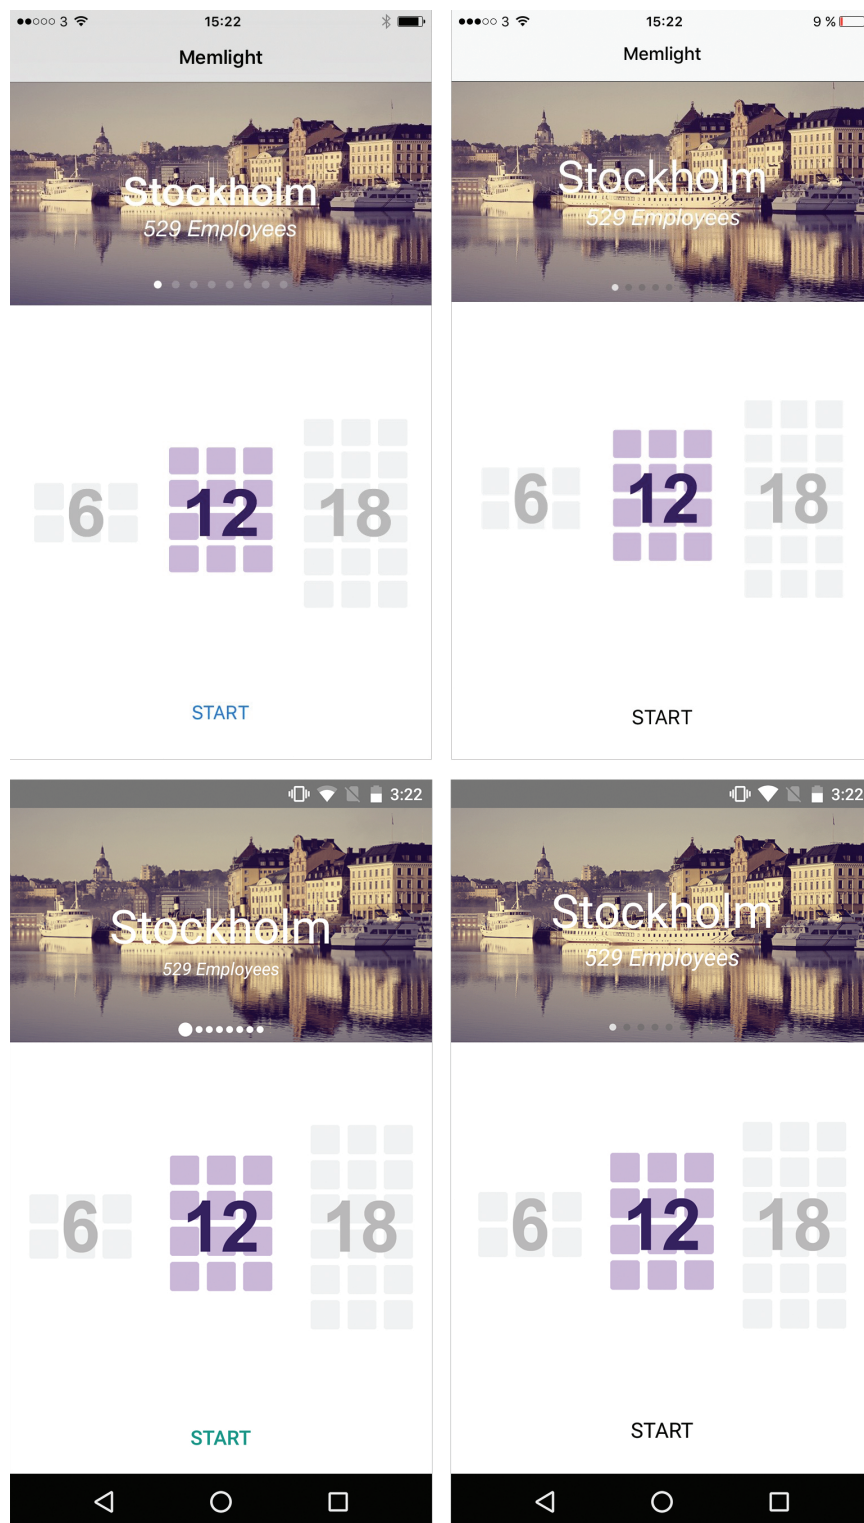 3 15:22
Memlight
Stockholm
529 Employees
6 12 18
START
3 15:22 9 %
Memlight
Stockholm
529 Employees
6 12 18
START
3:22
Stockholm
529 Employees
6 12 18
START
3:22
Stockholm
529 Employees
6 12 18
START